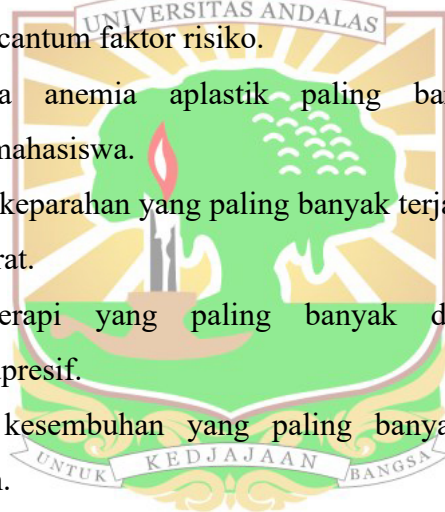 UNIVERSITAS ANDALAS
cantum faktor risiko.
a anemia aplastik paling ba
mahasiswa.
keparahan yang paling banyak terja
rat.
erapi yang paling banyak d
presif.
kesembuhan yang paling banya
UNTUK KEDJAJAAN BANGSA